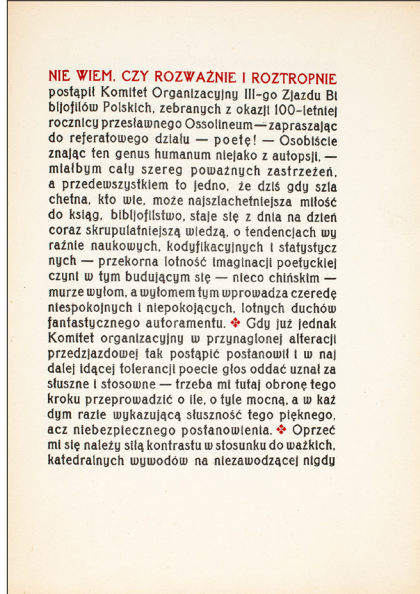 NIE WIEM, CZY ROZWAŻNIE I ROZTROPNIE
postąpił Komitet Organizacyjny III-go Zjazdu Bi
bljofilów Polskich, zebranych z okazji 100-letniej
rocznicy przesławnego Ossolineum — zapraszając
do referatowego działu — poetę! — Osobiście
znając ten genus humanum niejako z autopsji, —
miałbym cały szereg poważnych zastrzeżeń,
a przedewszystkiem to jedno, że dziś gdy szla
chetna, kto wie, może najszlachetniejsza miłość
do ksiąg, bibljofilstwo, staje się z dnia na dzień
coraz skrupulatniejszą wiedzą, o tendencjach wy
raźnie naukowych, kodyfikacyjnych i statystycz
nych — przekorna lotność imaginacji poetyckiej
czyni w tym budującym się — nieco chińskim —
murze wyłom, a wyłomem tym wprowadza czeredę
niespokojnych i niepokojących, lotnych duchów
fantastycznego autoramentu. ❖ Gdy już jednak
Komitet organizacyjny w przynaglonej alteracji
przedzjazdowej tak postąpić postanowił i w naj
dalej idącej tolerancji poecie głos oddać uznał za
słuszne i stosowne — trzeba mi tutaj obronę tego
kroku przeprowadzić o ile, o tyle mocną, a w każ
dym razie wykazującą słuszność tego pięknego,
acz niebezpiecznego postanowienia. ❖ Oprzeć
mi się należy siłą kontrastu w stosunku do ważkich,
katedralnych wywodów na niezawodzącej nigdy